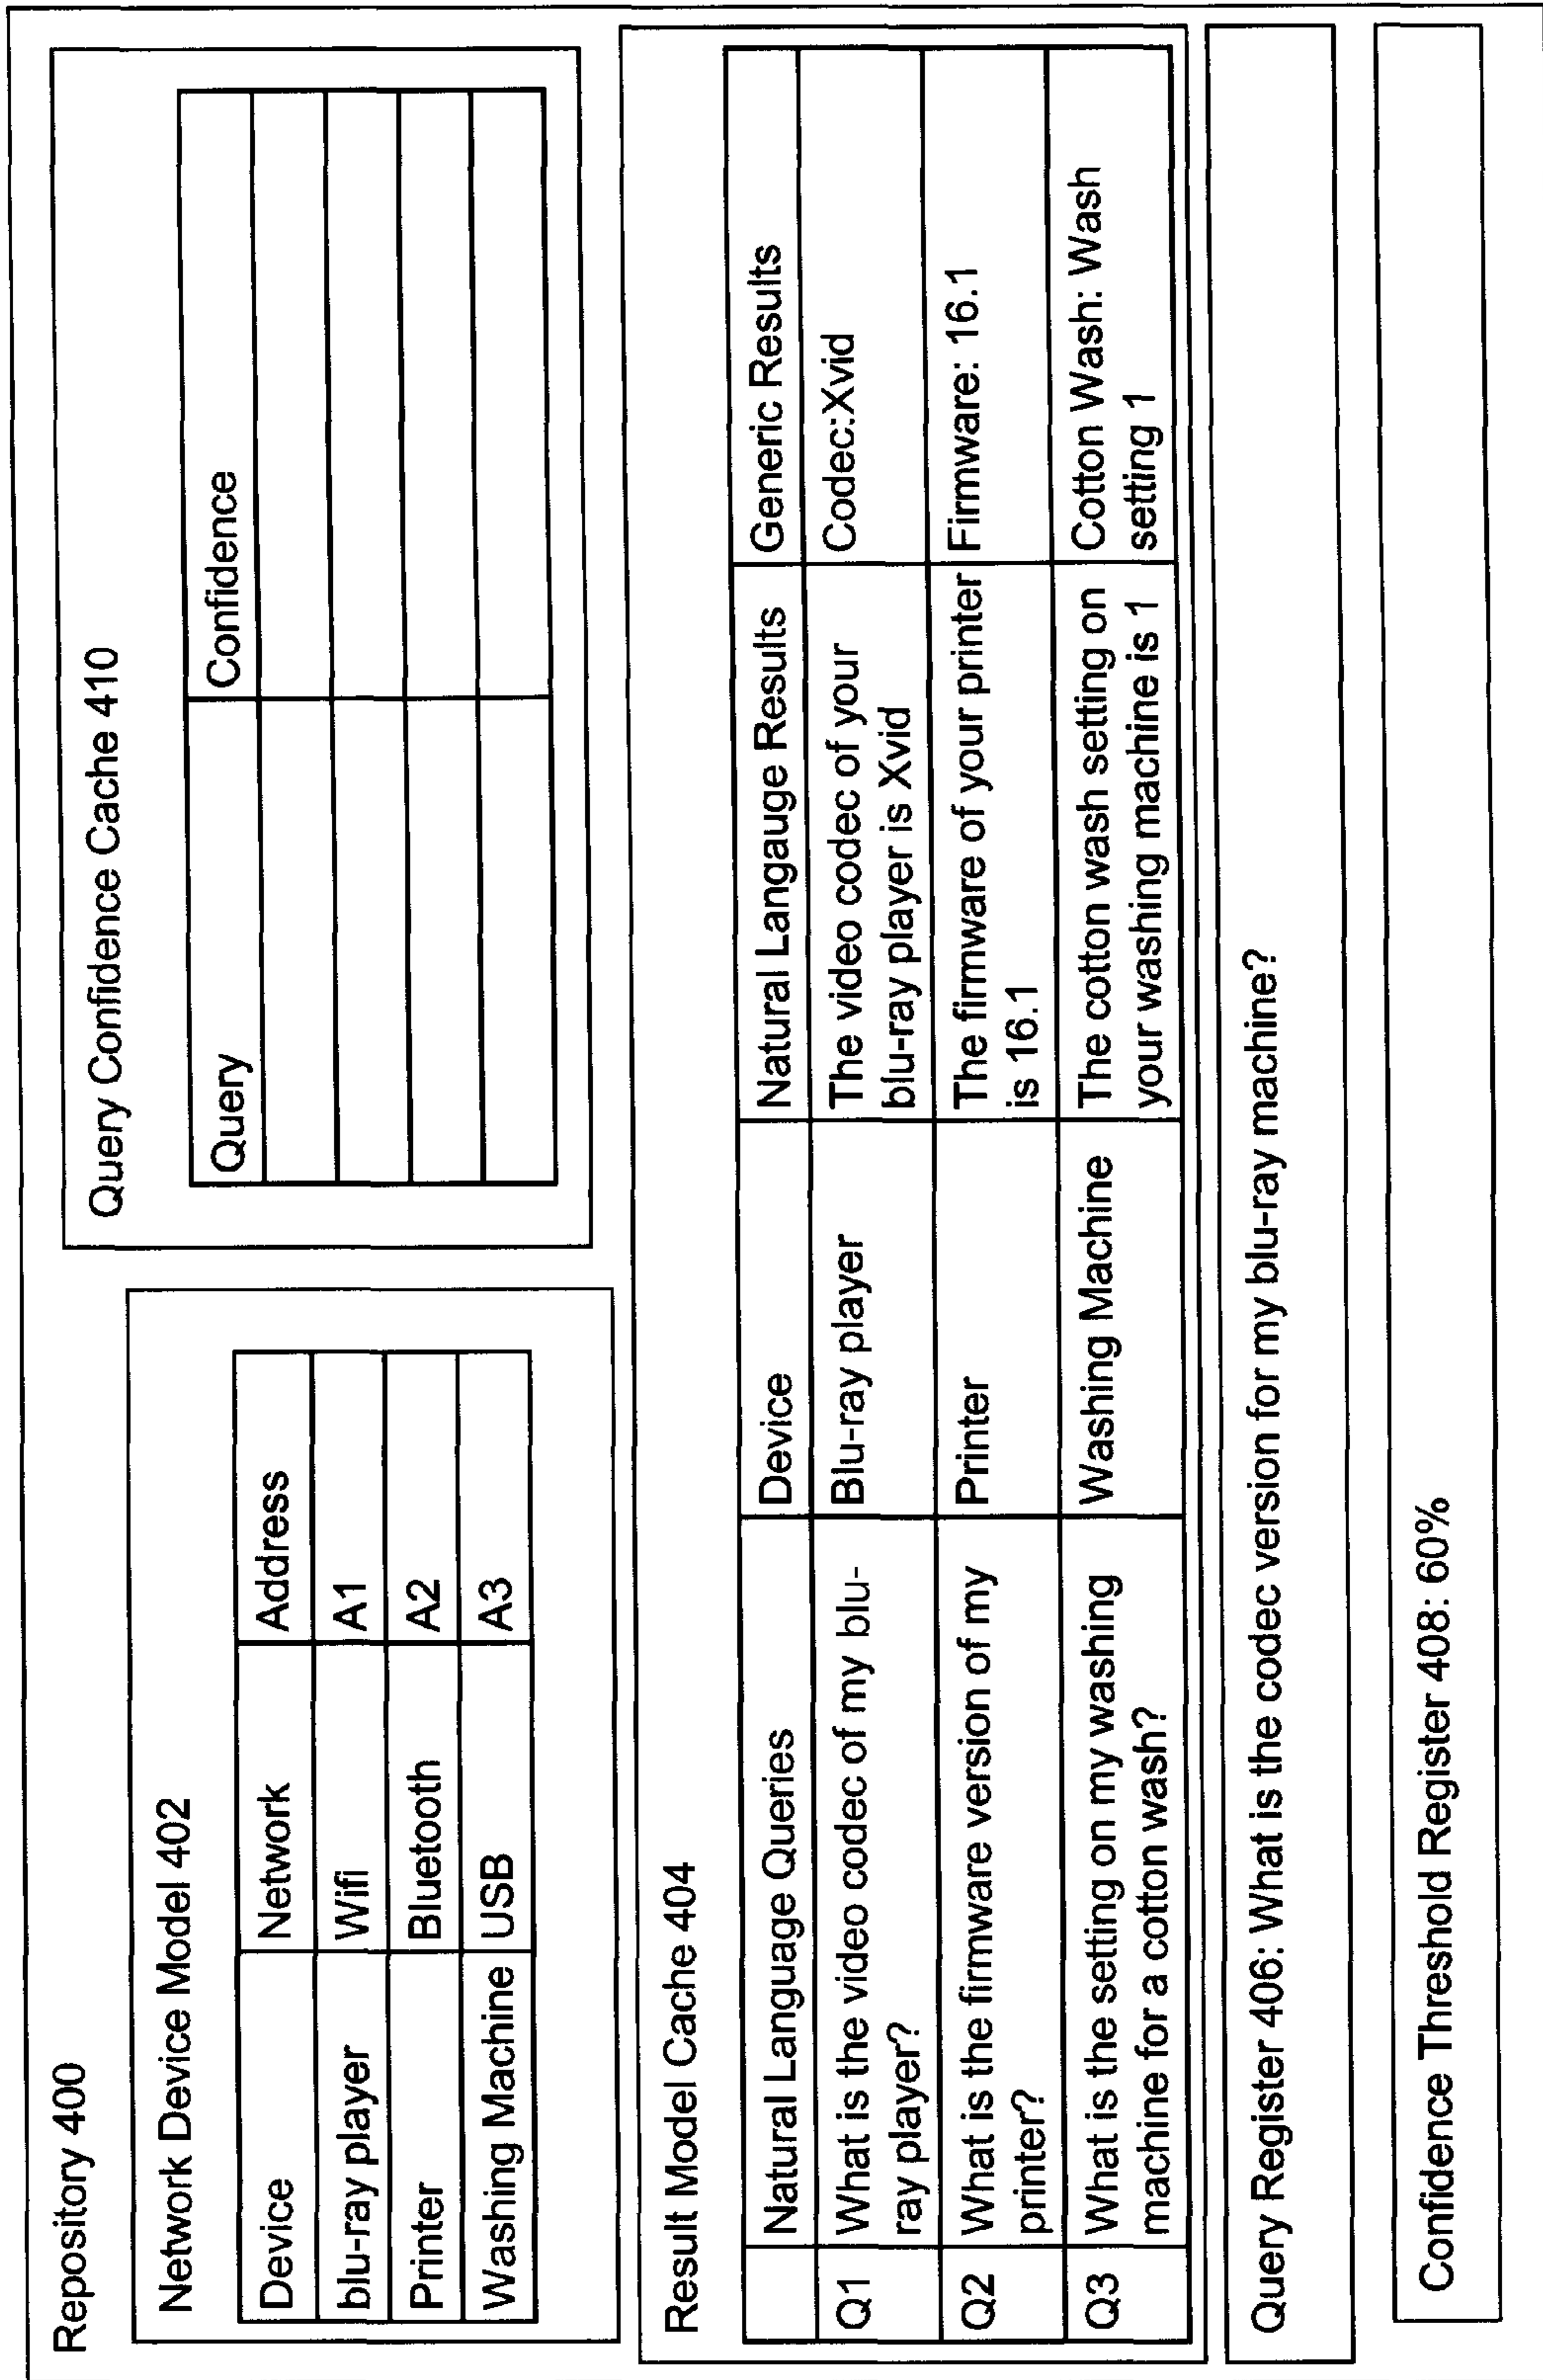 Repository 400
Network Device Model 402
Device Network Address
blu-ray player Wifi A1
Printer Bluetooth A2
Washing Machine USB A3
Query Confidence Cache 410
Query Confidence
Result Model Cache 404
Natural Language Queries Device Natural Langauge Results Generic Results
Q1 What is the video codec of my blu- Blu-ray player The video codec of your Codec:Xvid
ray player? blu-ray player is Xvid
Q2 What is the firmware version of my Printer The firmware of your printer Firmware: 16.1
printer? is 16.1
Q3 What is the setting on my washing Washing Machine The cotton wash setting on Cotton Wash: Wash
machine for a cotton wash? your washing machine is 1 setting 1
Query Register 406: What is the codec version for my blu-ray machine?
Confidence Threshold Register 408: 60%